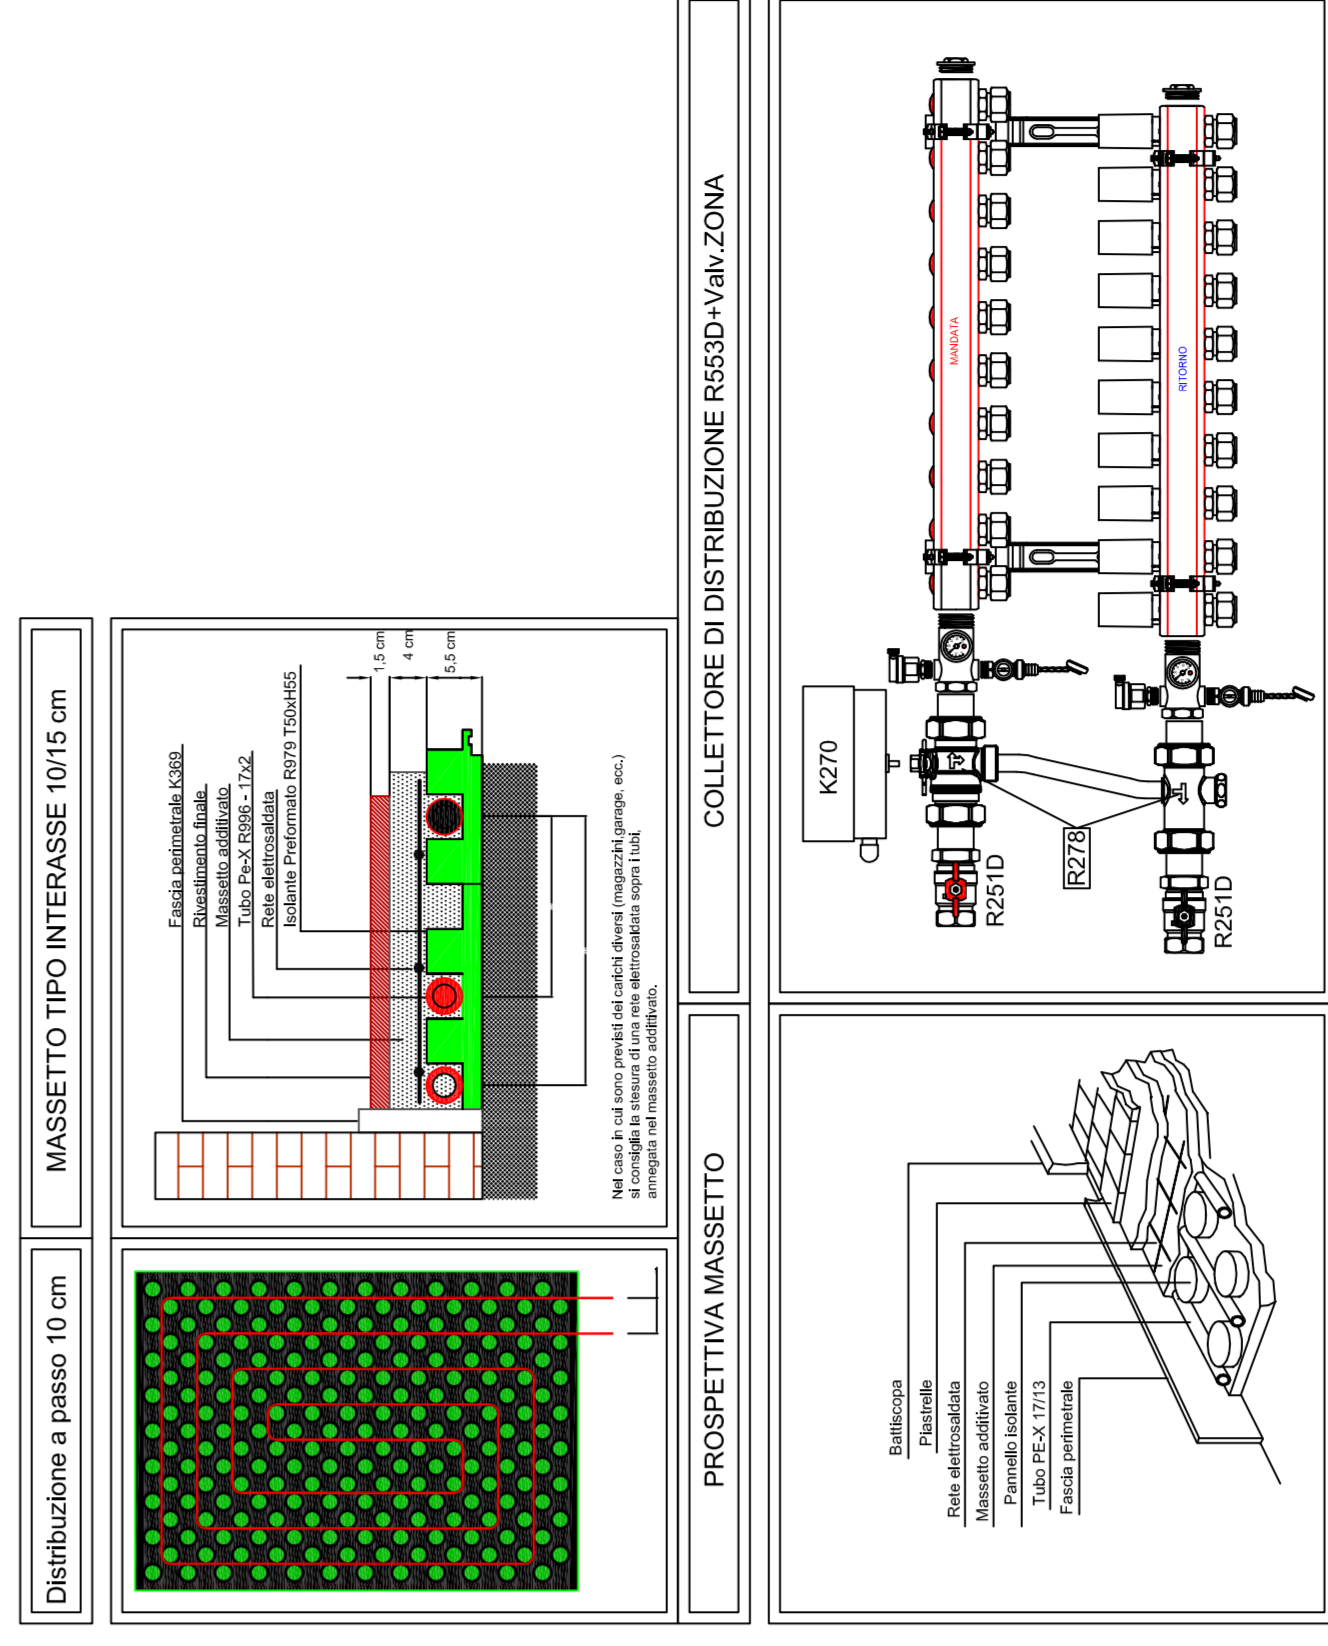 Distribuzione a passo 10 cm
MASSETTO TIPO INTERASSE 10/15 cm
Fascia perimetrale K369
Rivestimento finale
Massetto additivato
Tubo Pe-X R996 - 17x2
Rete elettrosaldata
Isolante Preformato R979 T50xH55
1,5 cm
4 cm
5,5 cm
Nel caso in cui sono previsti dei carichi diversi (magazzini,garage, ecc.)
si consiglia la stesura di una rete elettrosaldata sopra i tubi,
annegata nel massetto addittivato.
PROSPETTIVA MASSETTO
Battiscopa
Piastrelle
Rete elettrosaldata
Massetto additivato
Pannello isolante
Tubo PE-X 17/13
Fascia perimetrale
COLLETTORE DI DISTRIBUZIONE R553D+Valv.ZONA
K270
MANDATA
R251D
R278
RITORNO
R251D